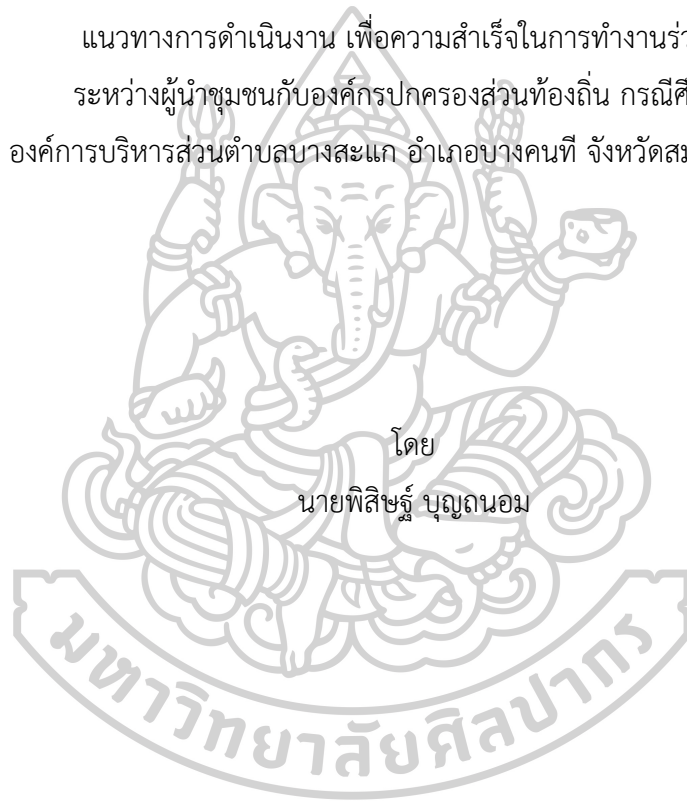 แนวทางการดำเนินงาน เพื่อความสำเร็จในการทำงานร่ว
ระหว่างผู้นำชุมชนกับองค์กรปกครองส่วนท้องถิ่น กรณีศึ
องค์การบริหารส่วนตำบลบางสะแก อำเภอบางคนที จังหวัดสม
โดย
นายพิสิษฐ์ บุญถนอม
มหาวิทยาลัยศิลปากร